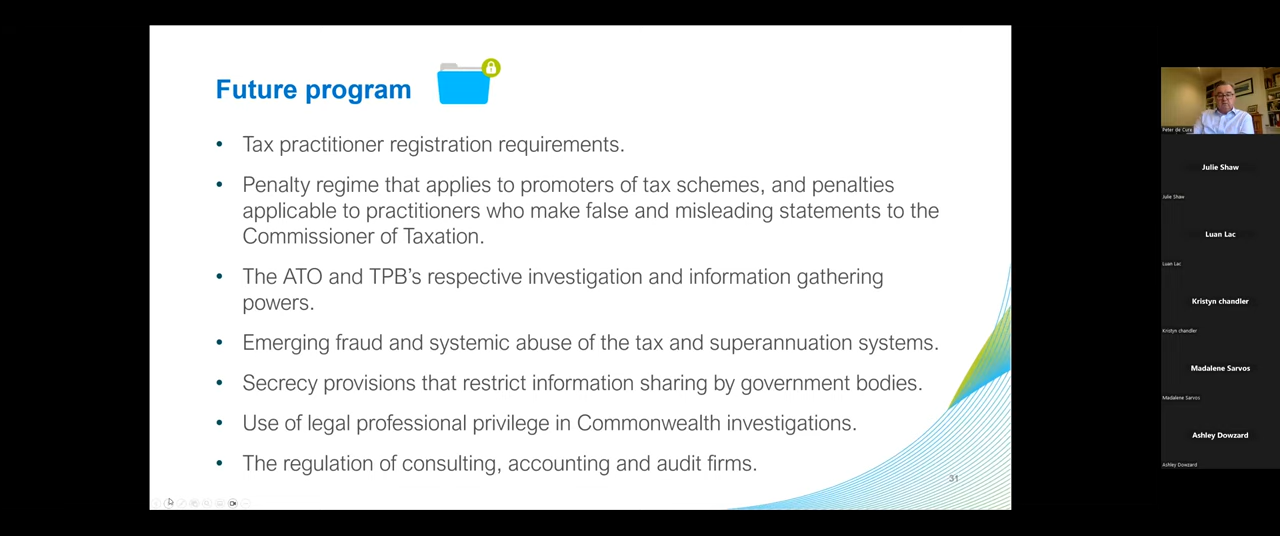 Future program
• Tax practitioner registration requirements.
• Penalty regime that applies to promoters of tax schemes, and penalties
applicable to practitioners who make false and misleading statements to the
Commissioner of Taxation.
• The ATO and TPB’s respective investigation and information gathering
powers.
• Emerging fraud and systemic abuse of the tax and superannuation systems.
• Secrecy provisions that restrict information sharing by government bodies.
• Use of legal professional privilege in Commonwealth investigations.
• The regulation of consulting, accounting and audit firms.
31
Peter de Cure
Julie Shaw
Julie Shaw
Luan Lac
Luan Lac
Kristyn chandler
Kristyn chandler
Madalene Sarvos
Madalene Sarvos
Ashley Dowzard
Ashley Dowzard